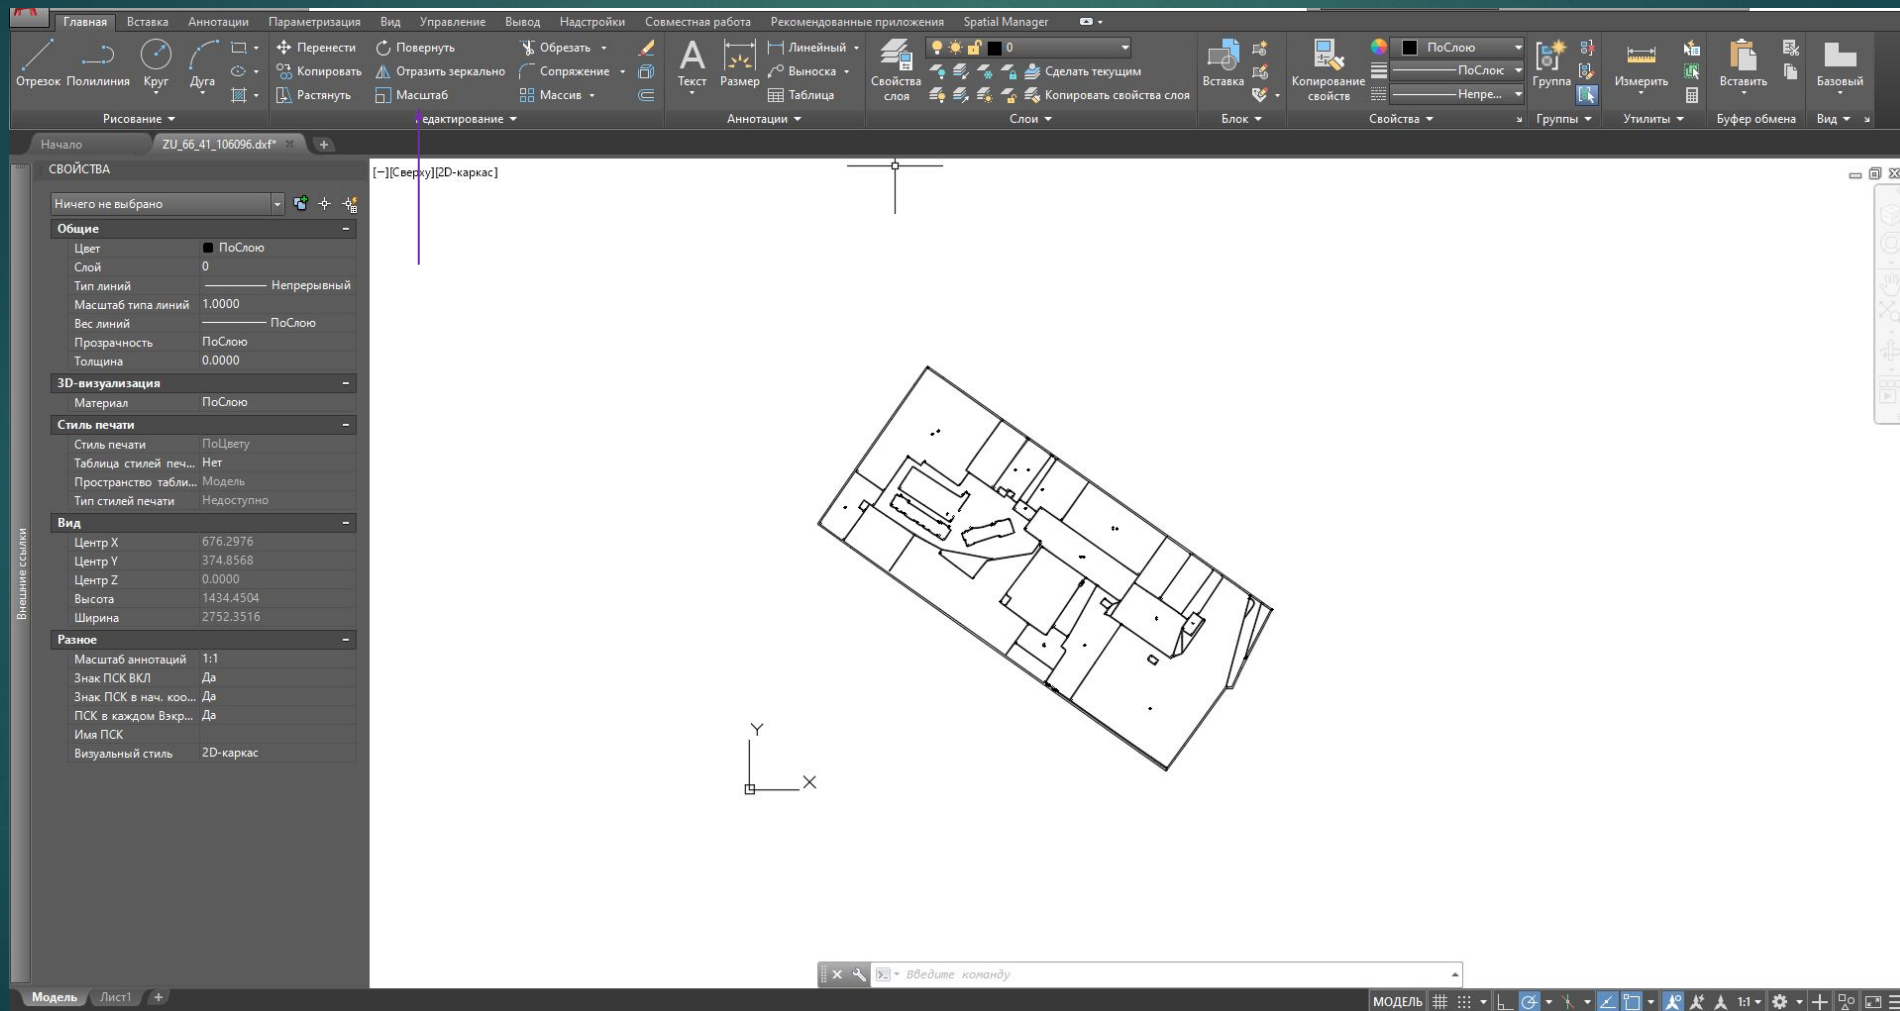 Главная Вставка Аннотации Параметризация Вид Управление Вывод Надстройки Совместная работа Рекомендованные приложения Spatial Manager
Отрезок Полилиния Круг Дуга
Перенести Повернуть Обрезать
Копировать Отразить зеркально Сопряжение
Растянуть Масштаб Массив
Текст Размер
Линейный
Выноска
Таблица
Свойства слоя
0
Сделать текущим
Копировать свойства слоя
Вставка
Копирование свойств
ПоСлою
ПоСлою
Непре...
Группа
Измерить
Вставить
Базовый
Рисование Редактирование Аннотации Слои Блок Свойства Группы Утилиты Буфер обмена Вид
Начало ZU_66_41_106096.dxf*
СВОЙСТВА
[−][Сверху][2D-каркас]
Ничего не выбрано
Общие
Цвет ПоСлою
Слой 0
Тип линий Непрерывный
Масштаб типа линий 1.0000
Вес линий ПоСлою
Прозрачность ПоСлою
Толщина 0.0000
3D-визуализация
Материал ПоСлою
Стиль печати
Стиль печати ПоЦвету
Таблица стилей печ... Нет
Пространство табли... Модель
Тип стилей печати Недоступно
Вид
Центр X 676.2976
Центр Y 374.8568
Центр Z 0.0000
Высота 1434.4504
Ширина 2752.3516
Разное
Масштаб аннотаций 1:1
Знак ПСК ВКЛ Да
Знак ПСК в нач. коо... Да
ПСК в каждом Вэкр... Да
Имя ПСК
Визуальный стиль 2D-каркас
Внешние ссылки
Y
X
Введите команду
Модель Лист1
МОДЕЛЬ 1:1